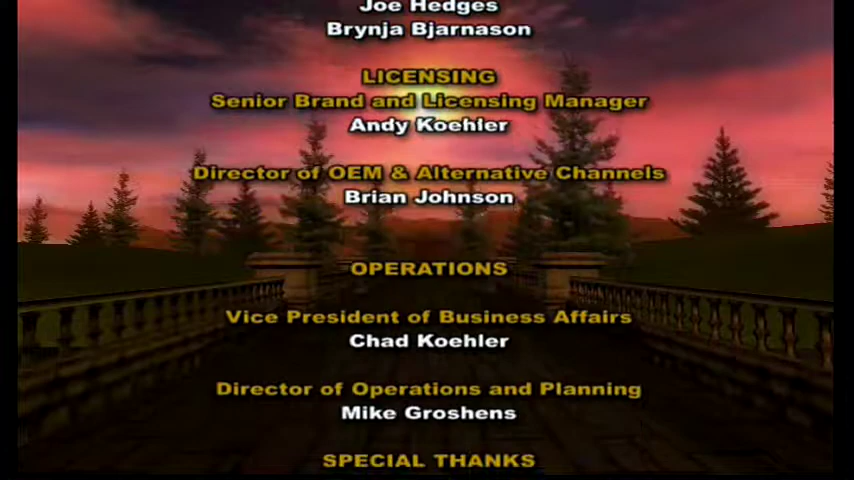 Joe Hedges
Brynja Bjarnason
LICENSING
Senior Brand and Licensing Manager
Andy Koehler
Director of OEM & Alternative Channels
Brian Johnson
OPERATIONS
Vice President of Business Affairs
Chad Koehler
Director of Operations and Planning
Mike Groshens
SPECIAL THANKS